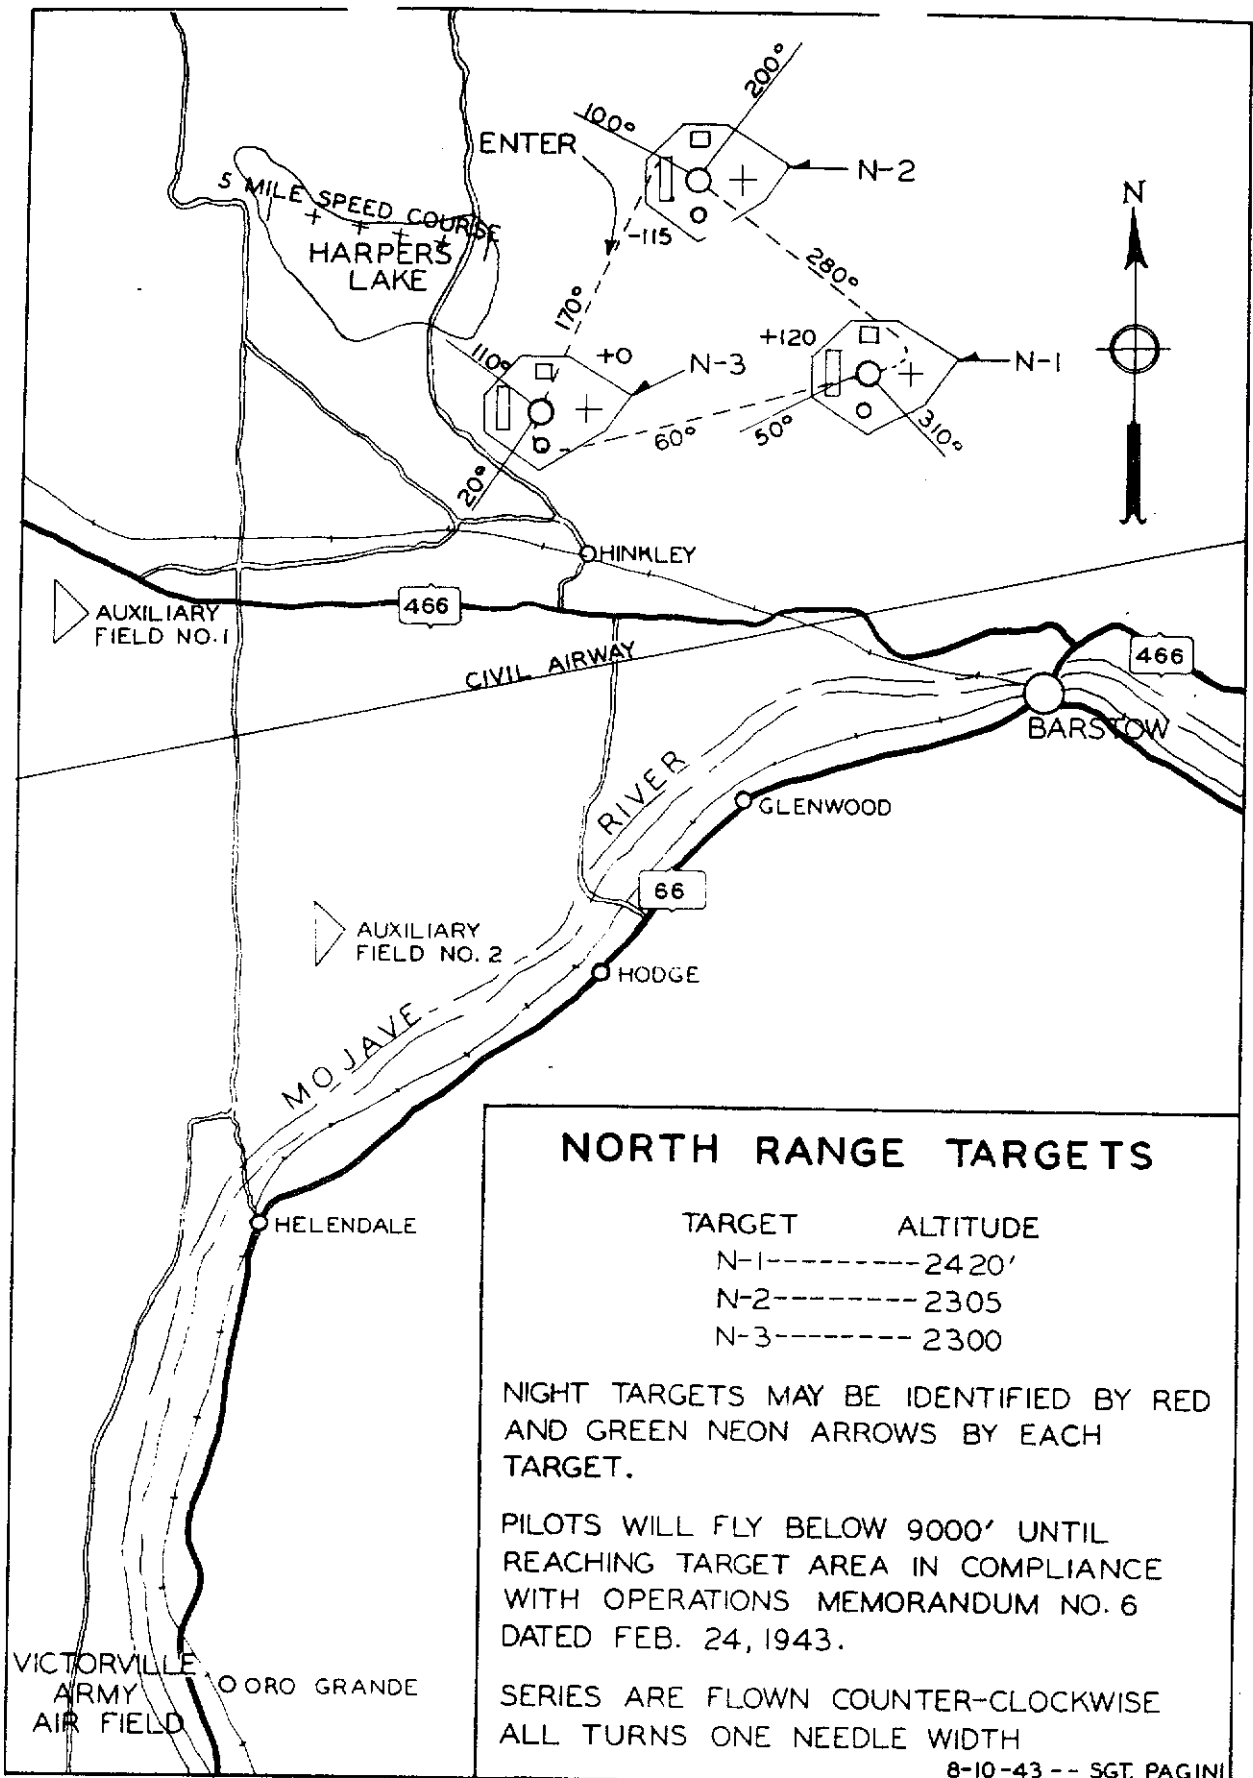 200°
100°
ENTER
N-2
5 MILE SPEED COURSE
N
HARPERS
LAKE
-115
280°
170°
+120
110°
+0
N-3
N-1
60°
50°
310°
20°
HINKLEY
AUXILIARY
FIELD NO. 1
466
CIVIL AIRWAY
466
BARSTOW
RIVER
GLENWOOD
66
AUXILIARY
FIELD NO. 2
HODGE
MOJAVE
NORTH RANGE TARGETS
TARGET ALTITUDE
N-1---------2420'
N-2--------2305
N-3--------2300
HELENDALE
NIGHT TARGETS MAY BE IDENTIFIED BY RED
AND GREEN NEON ARROWS BY EACH
TARGET.
PILOTS WILL FLY BELOW 9000' UNTIL
REACHING TARGET AREA IN COMPLIANCE
WITH OPERATIONS MEMORANDUM NO. 6
DATED FEB. 24, 1943.
VICTORVILLE
ARMY
AIR FIELD
ORO GRANDE
SERIES ARE FLOWN COUNTER-CLOCKWISE
ALL TURNS ONE NEEDLE WIDTH
8-10-43 -- SGT. PAGINI